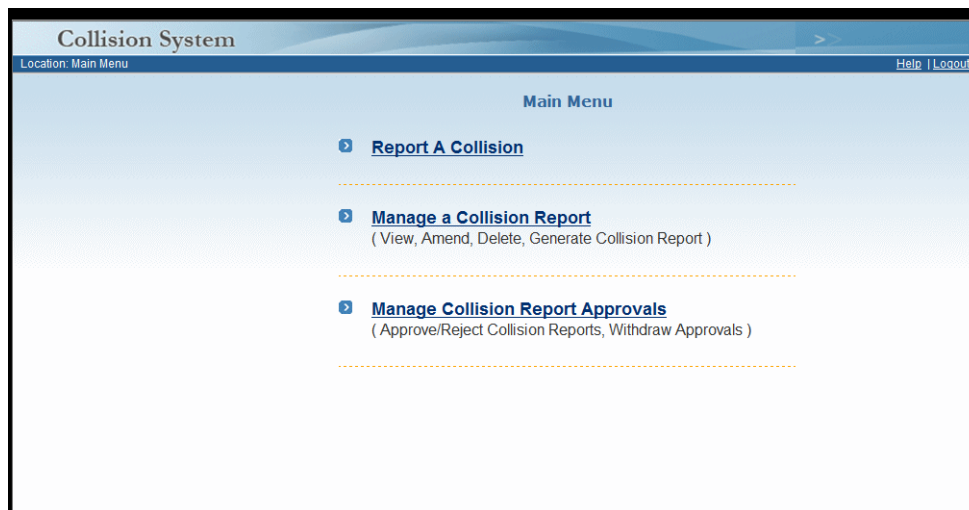 Collision System
>>
Location: Main Menu
Help | Logout
Main Menu
Report A Collision
Manage a Collision Report
( View, Amend, Delete, Generate Collision Report )
Manage Collision Report Approvals
( Approve/Reject Collision Reports, Withdraw Approvals )